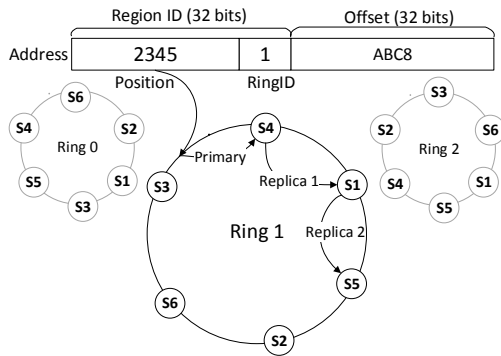 Region ID (32 bits) Offset (32 bits)
Address 2345 1 ABC8
Position RingID
S6
S4 S2
Ring 0
S5 S1
S3
S4
Primary
S3 Replica 1 S1
Ring 1 Replica 2
S5
S6
S2
S3
S2 S6
Ring 2
S4 S1
S5